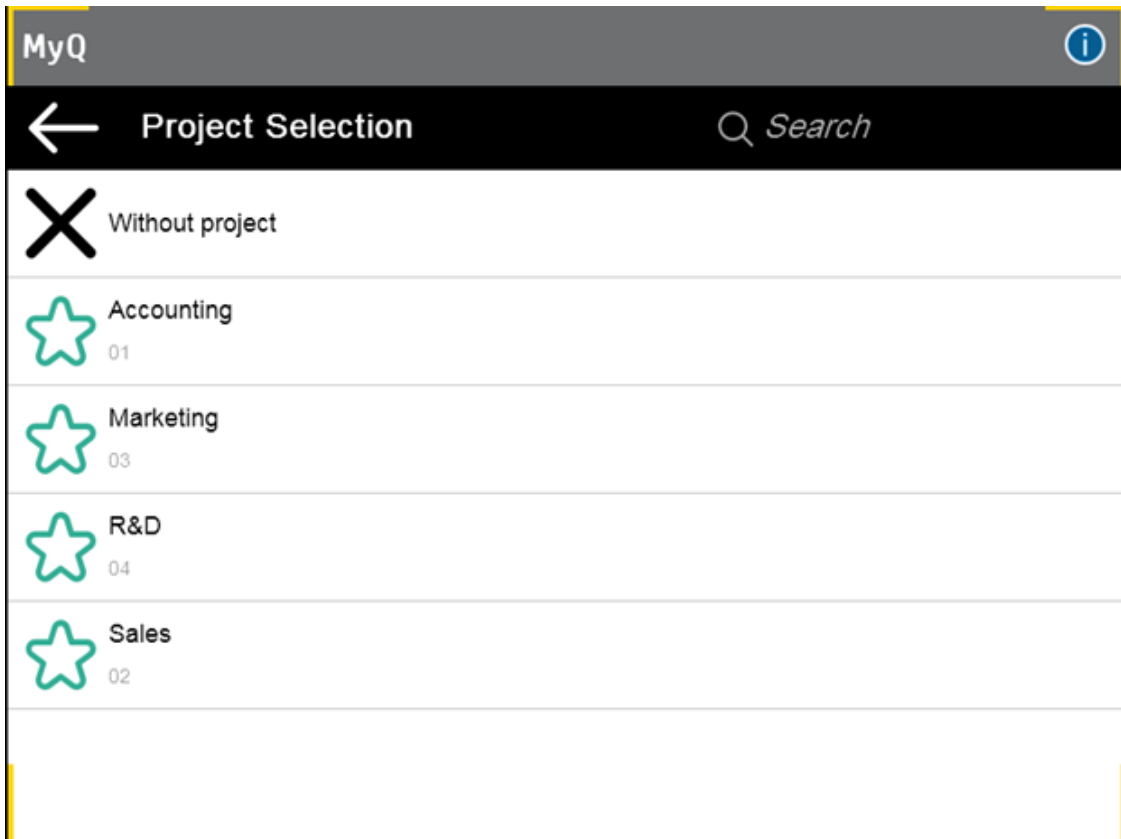 MyQ
i
Project Selection
Search
Without project
Accounting
01
Marketing
03
R&D
04
Sales
02